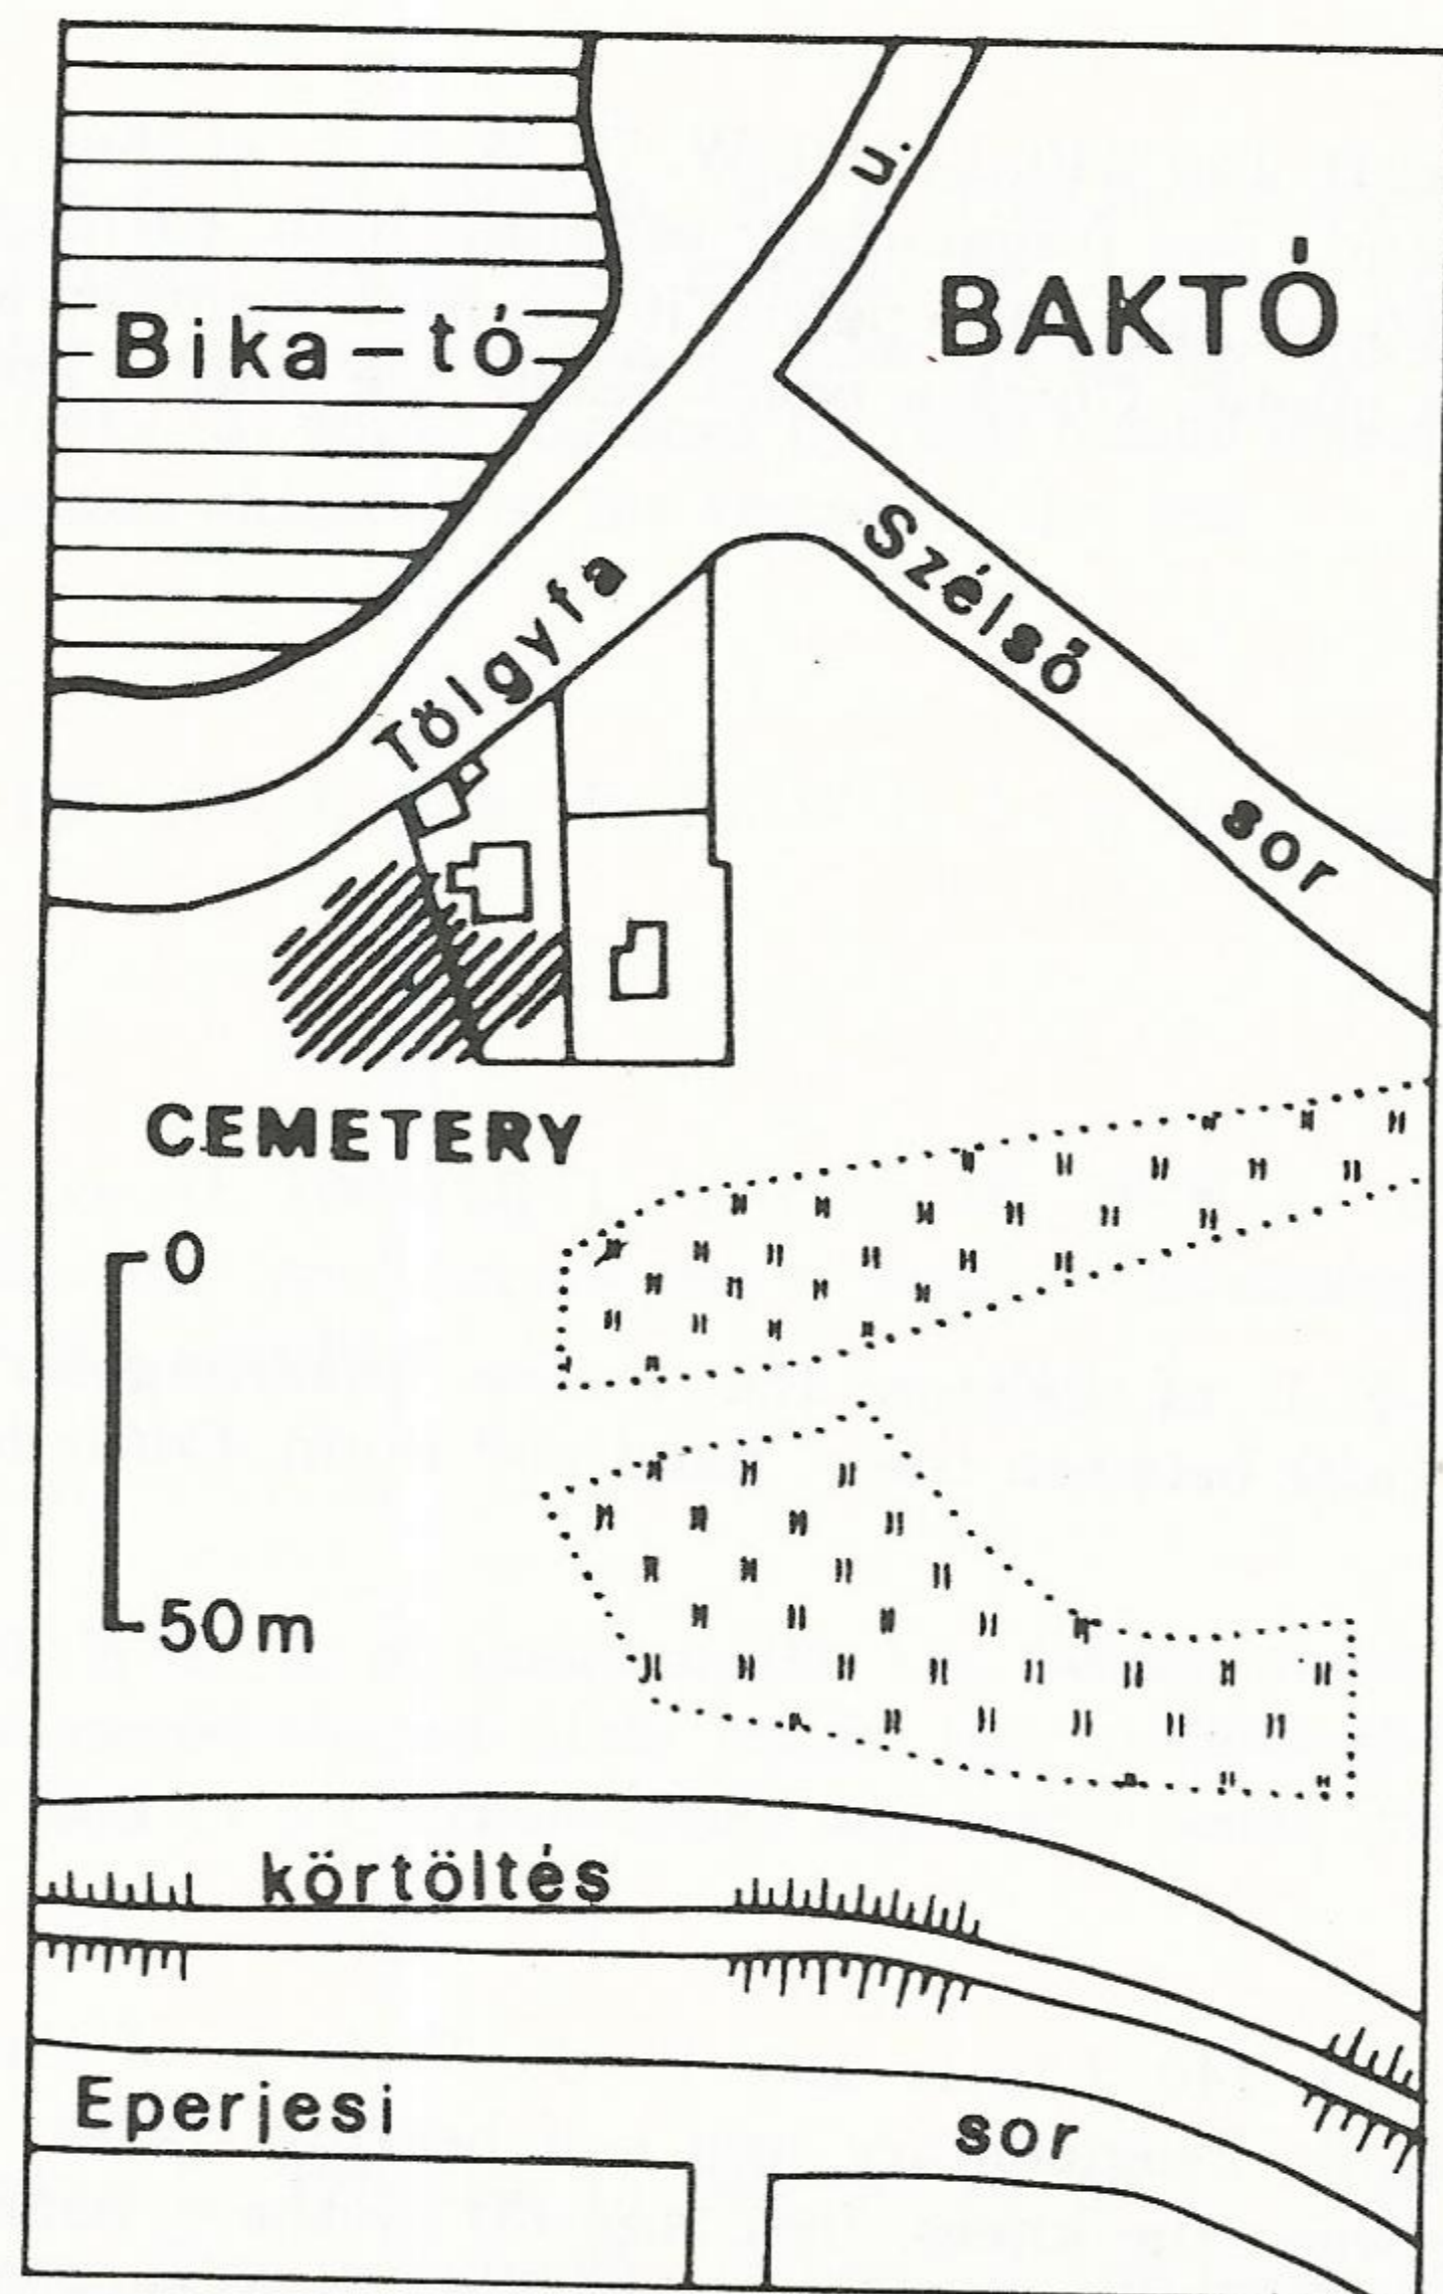 u.
BAKTÓ
Bika-tó
Szélső sor
Tölgyfa
CEMETERY
0
50m
körtöltés
Eperjesi sor